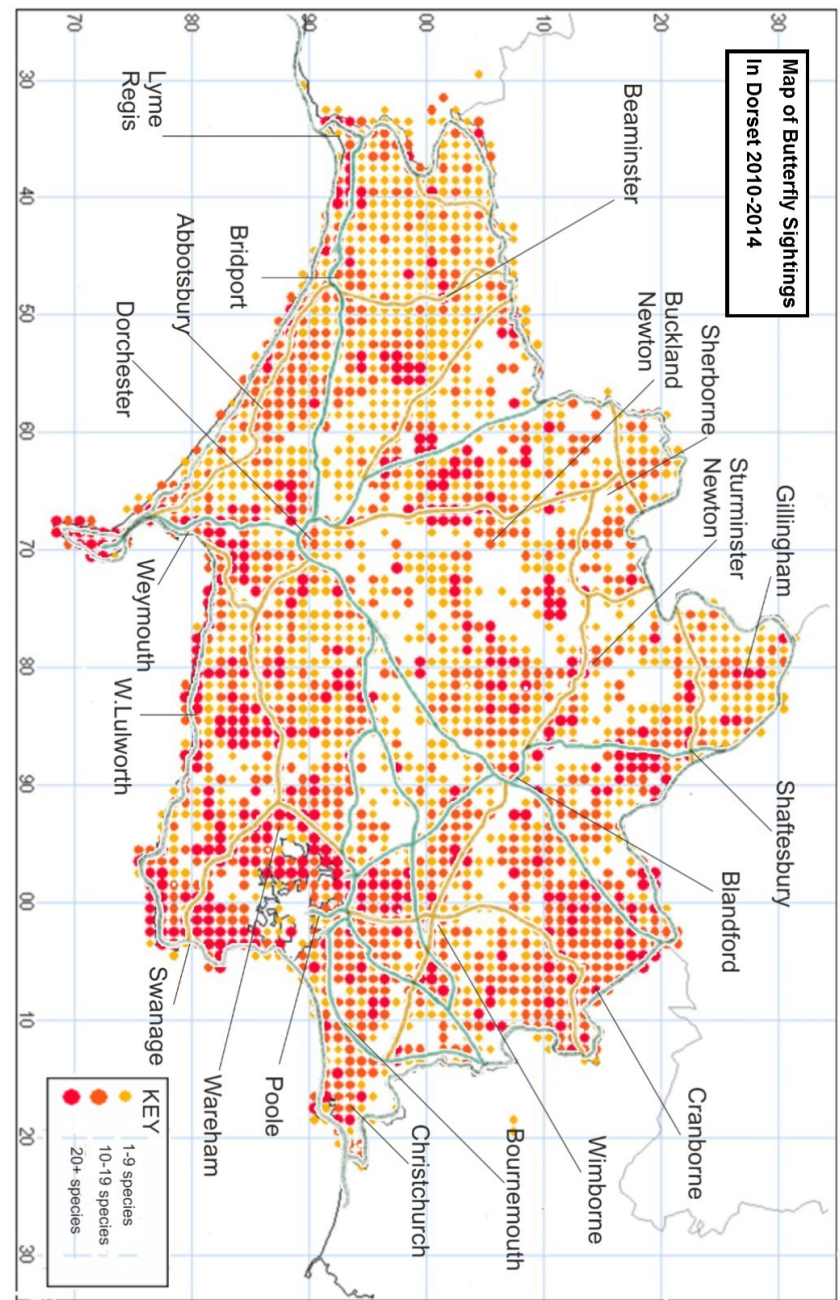 Map of Butterfly Sightings
In Dorset 2010-2014
30
20
10
00
90
80
70
30
40
50
60
70
80
90
00
10
20
30
Gillingham
Shaftesbury
Sturminster
Newton
Sherborne
Buckland
Newton
Beaminster
Blandford
Cranborne
Wimborne
Bournemouth
Christchurch
Lyme
Regis
Bridport
Abbotsbury
Dorchester
Weymouth
W.Lulworth
Swanage
Wareham
Poole
KEY
1-9 species
10-19 species
20+ species